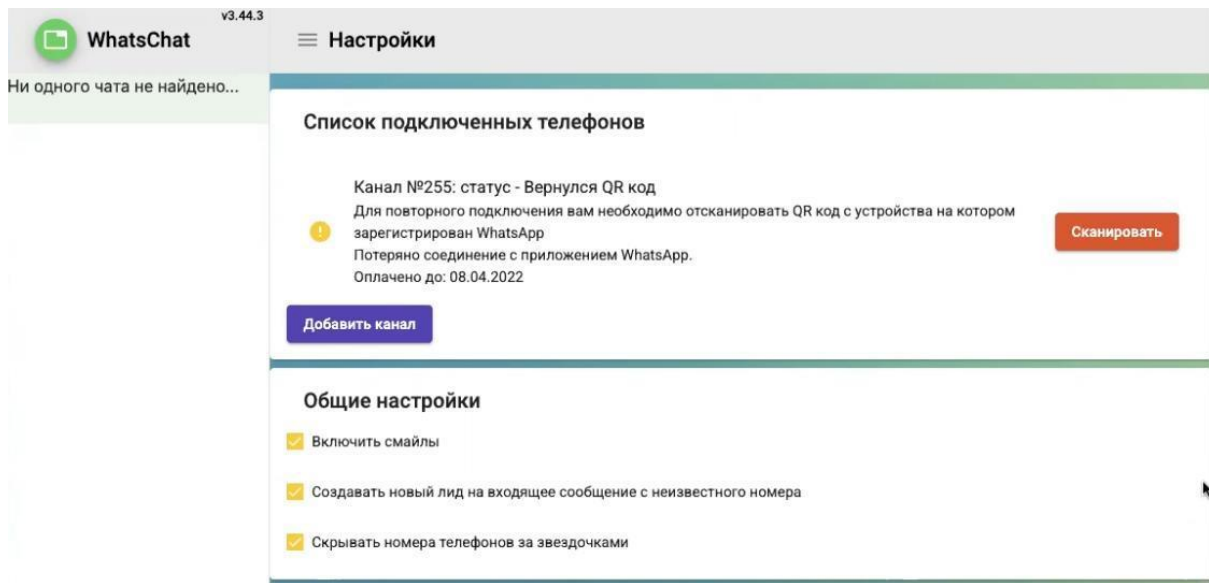 v3.44.3
WhatsChat
Настройки
Ни одного чата не найдено...
Список подключенных телефонов
Канал №255: статус - Вернулся QR код
Для повторного подключения вам необходимо отсканировать QR код с устройства на котором
зарегистрирован WhatsApp
Потеряно соединение с приложением WhatsApp.
Оплачено до: 08.04.2022
Сканировать
Добавить канал
Общие настройки
Включить смайлы
Создавать новый лид на входящее сообщение с неизвестного номера
Скрывать номера телефонов за звездочками